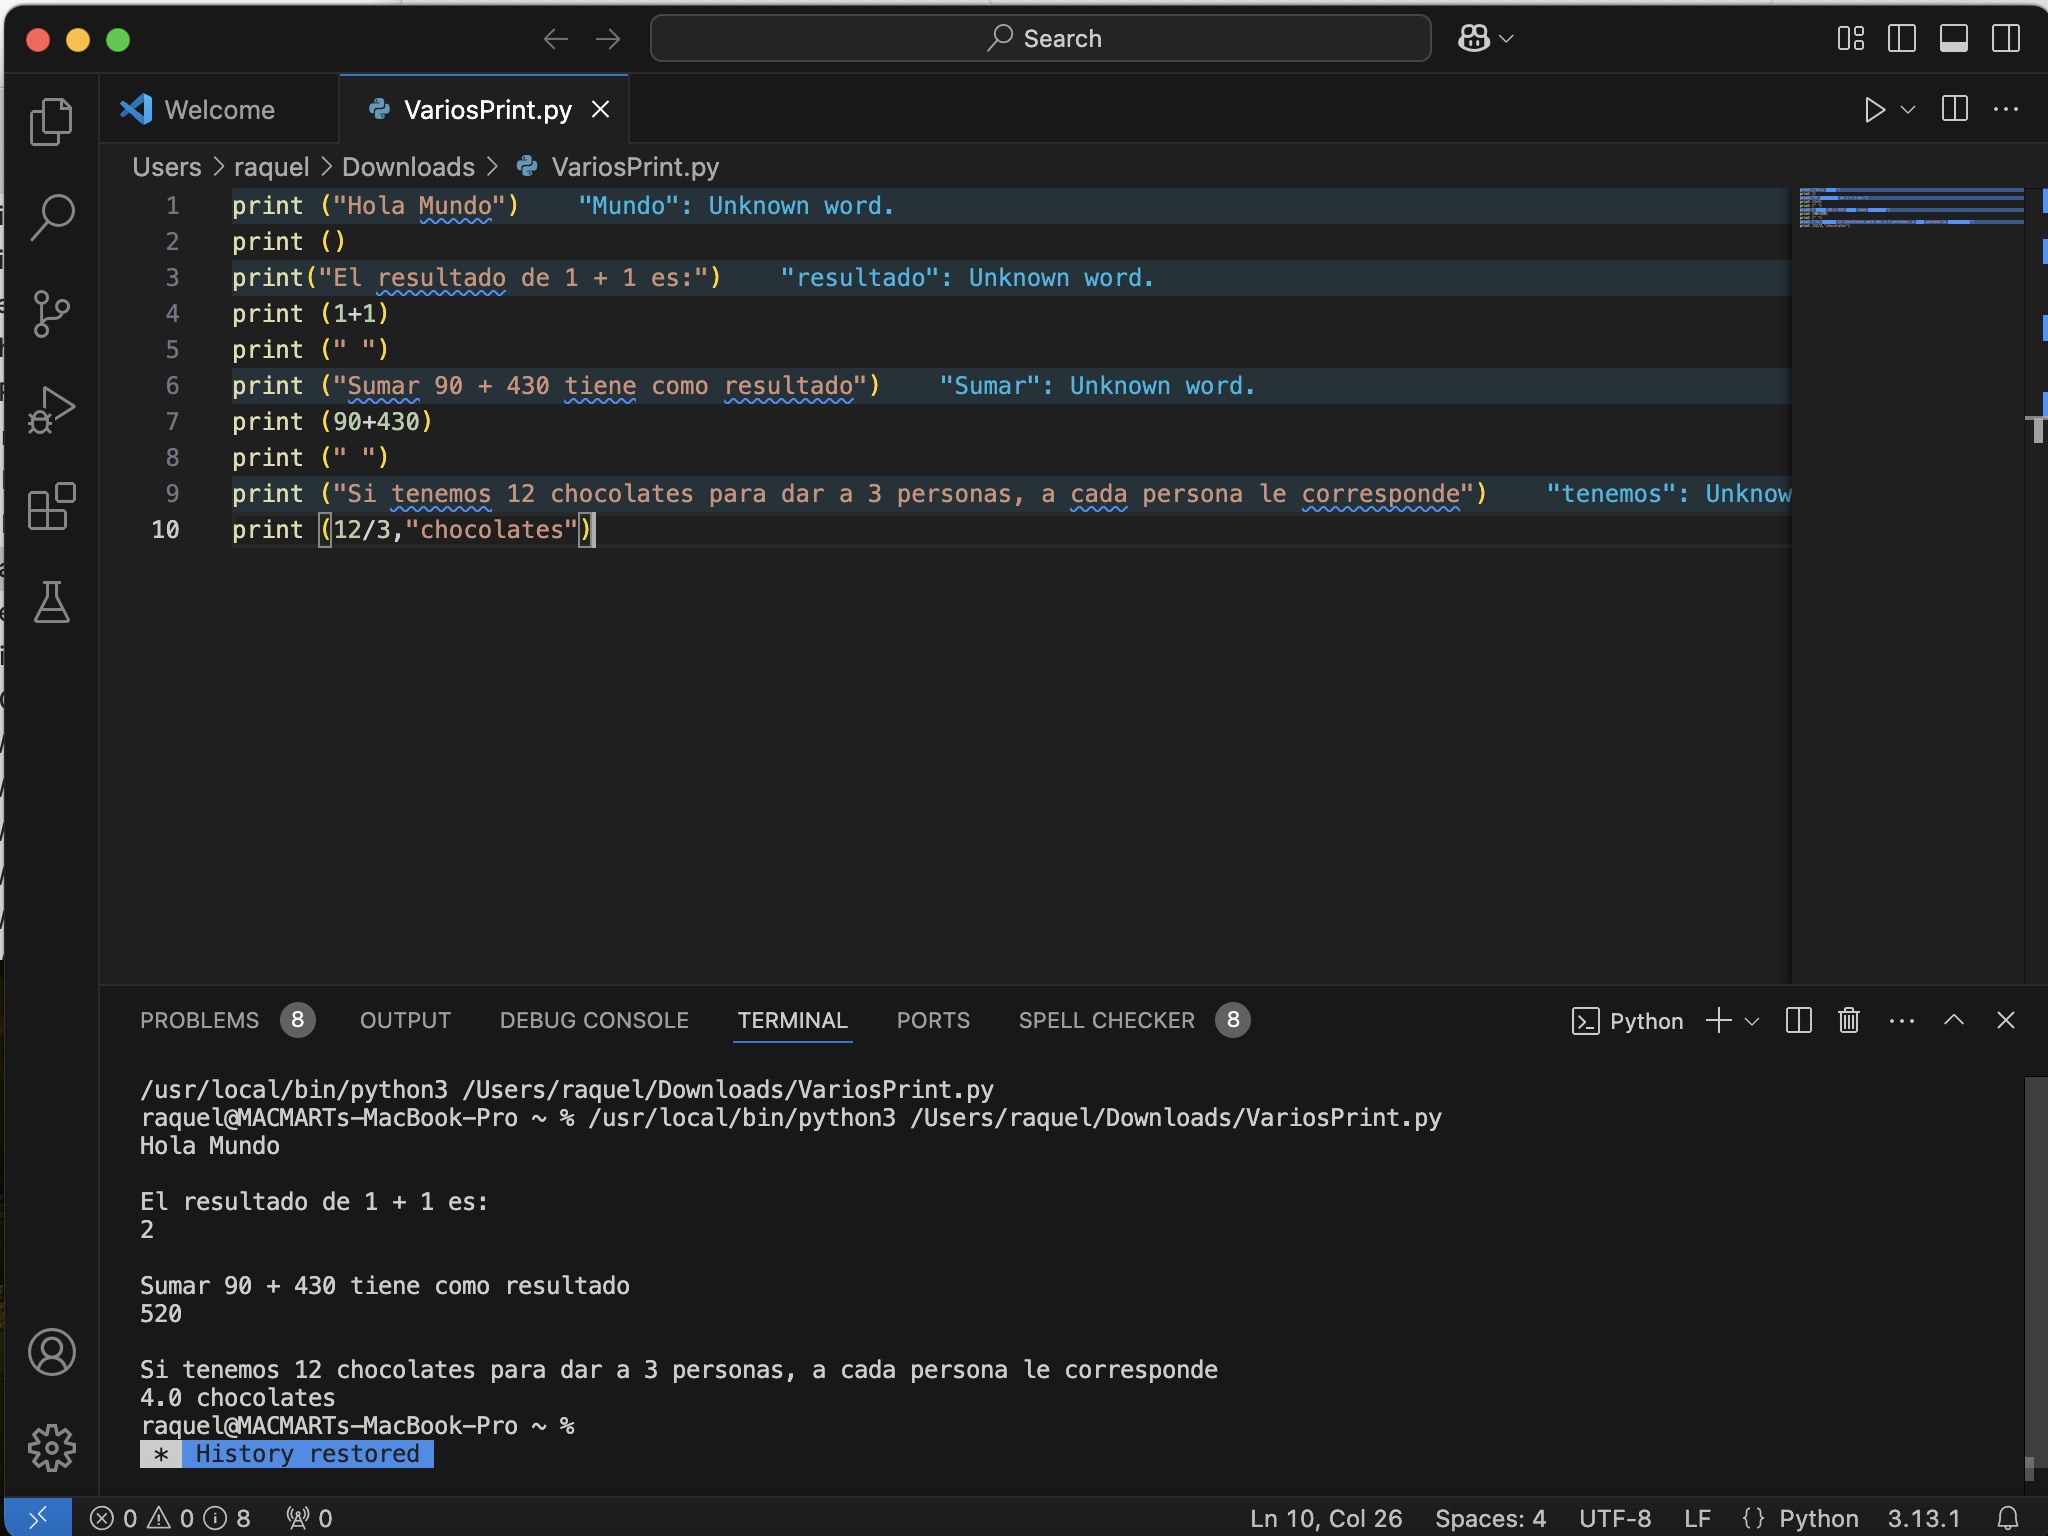 Search
Welcome
VariosPrint.py
Users > raquel > Downloads > VariosPrint.py
1 print ("Hola Mundo") "Mundo": Unknown word.
2 print ()
3 print("El resultado de 1 + 1 es:") "resultado": Unknown word.
4 print (1+1)
5 print (" ")
6 print ("Sumar 90 + 430 tiene como resultado") "Sumar": Unknown word.
7 print (90+430)
8 print (" ")
9 print ("Si tenemos 12 chocolates para dar a 3 personas, a cada persona le corresponde") "tenemos": Unknow
10 print (12/3,"chocolates")
PROBLEMS 8 OUTPUT DEBUG CONSOLE TERMINAL PORTS SPELL CHECKER 8 Python
/usr/local/bin/python3 /Users/raquel/Downloads/VariosPrint.py
raquel@MACMARTs-MacBook-Pro ~ % /usr/local/bin/python3 /Users/raquel/Downloads/VariosPrint.py
Hola Mundo
El resultado de 1 + 1 es:
2
Sumar 90 + 430 tiene como resultado
520
Si tenemos 12 chocolates para dar a 3 personas, a cada persona le corresponde
4.0 chocolates
raquel@MACMARTs-MacBook-Pro ~ %
* History restored
0 0 8 0 Ln 10, Col 26 Spaces: 4 UTF-8 LF {} Python 3.13.1